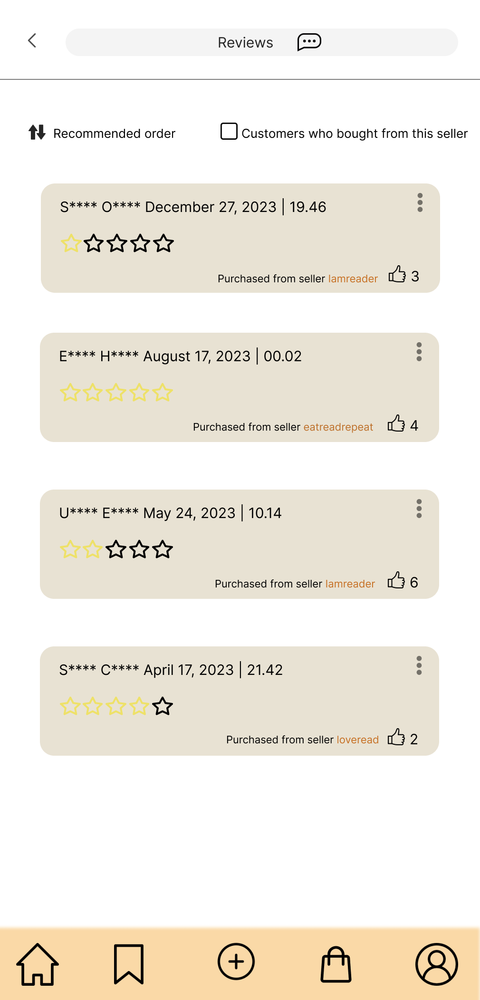 Reviews
Recommended order
Customers who bought from this seller
S**** O**** December 27, 2023 | 19.46
Purchased from seller lamreader
3
E**** H**** August 17, 2023 | 00.02
Purchased from seller eatreadrepeat
4
U**** E**** May 24, 2023 | 10.14
Purchased from seller lamreader
6
S**** C**** April 17, 2023 | 21.42
Purchased from seller loveread
2